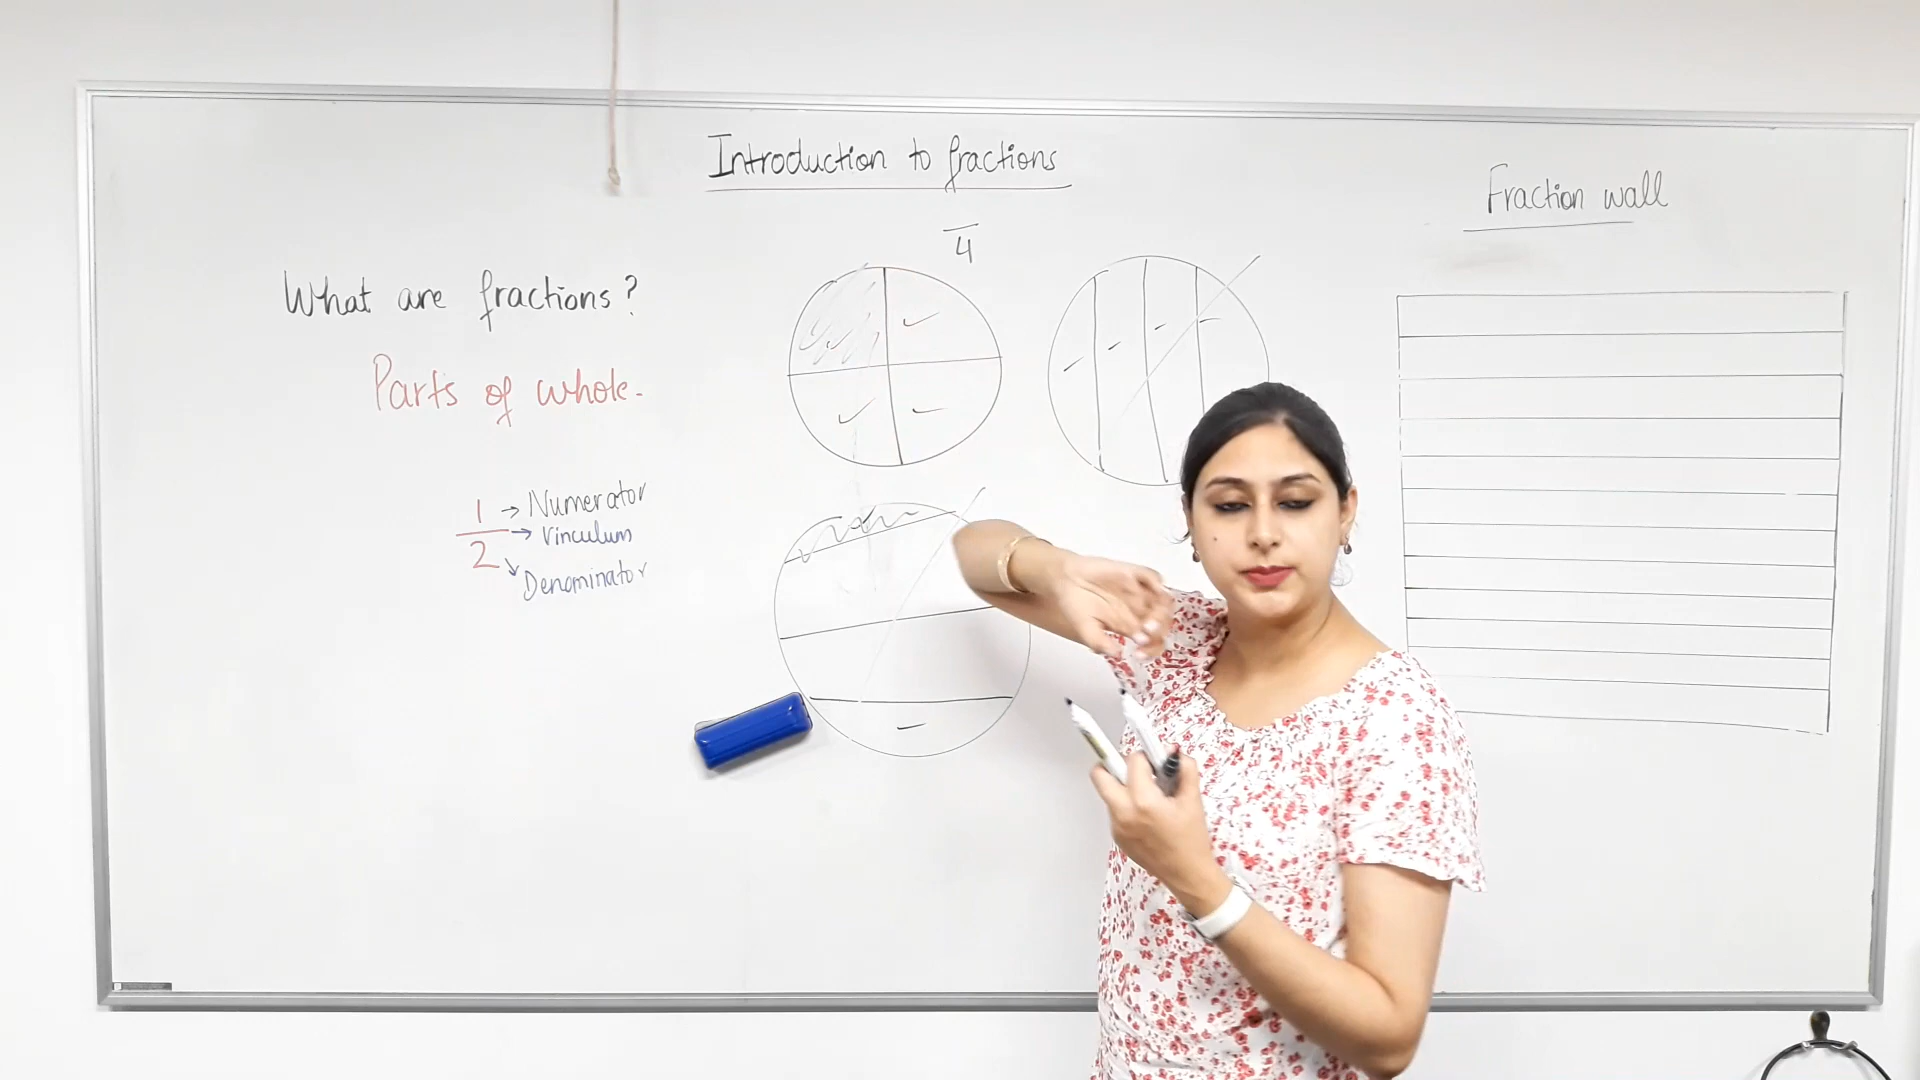 Introduction to fractions
Fraction wall
4
What are fractions?
Parts of whole.
1 → Numerator
→ Vinculum
2
Denominator